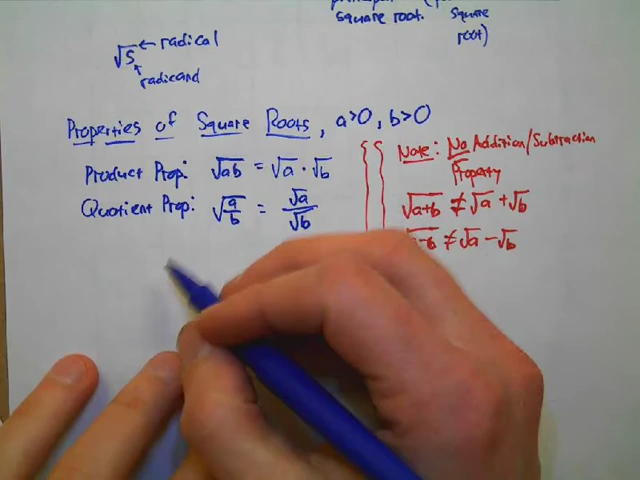 square root.
square
root)
√5 ← radical
radicand
Properties of Square Roots, a>0, b>0
Product Prop: √ab = √a · √b
Quotient Prop: √a/b = √a/√b
Note: No Addition/Subtraction
Property
√a+b ≠ √a + √b
-b ≠ √a - √b